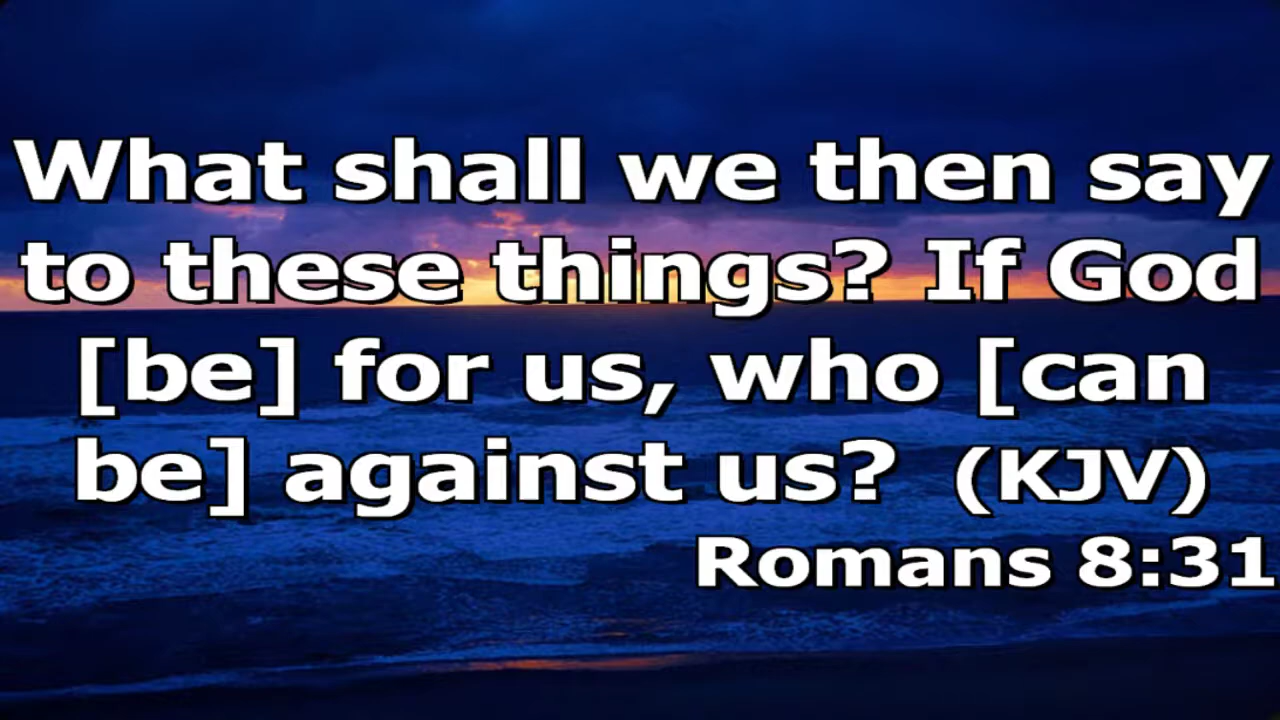 What shall we then say
to these things? If God
[be] for us, who [can
be] against us? (KJV)
Romans 8:31